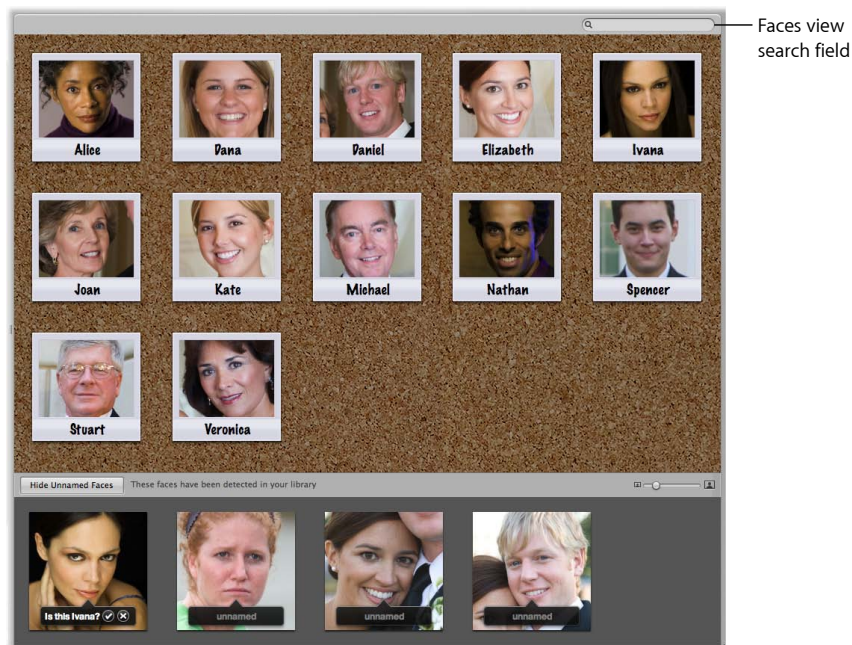 Faces view
search field
Alice
Dana
Daniel
Elizabeth
Ivana
Joan
Kate
Michael
Nathan
Spencer
Stuart
Veronica
Hide Unnamed Faces These faces have been detected in your library
Is this Ivana?
unnamed
unnamed
unnamed